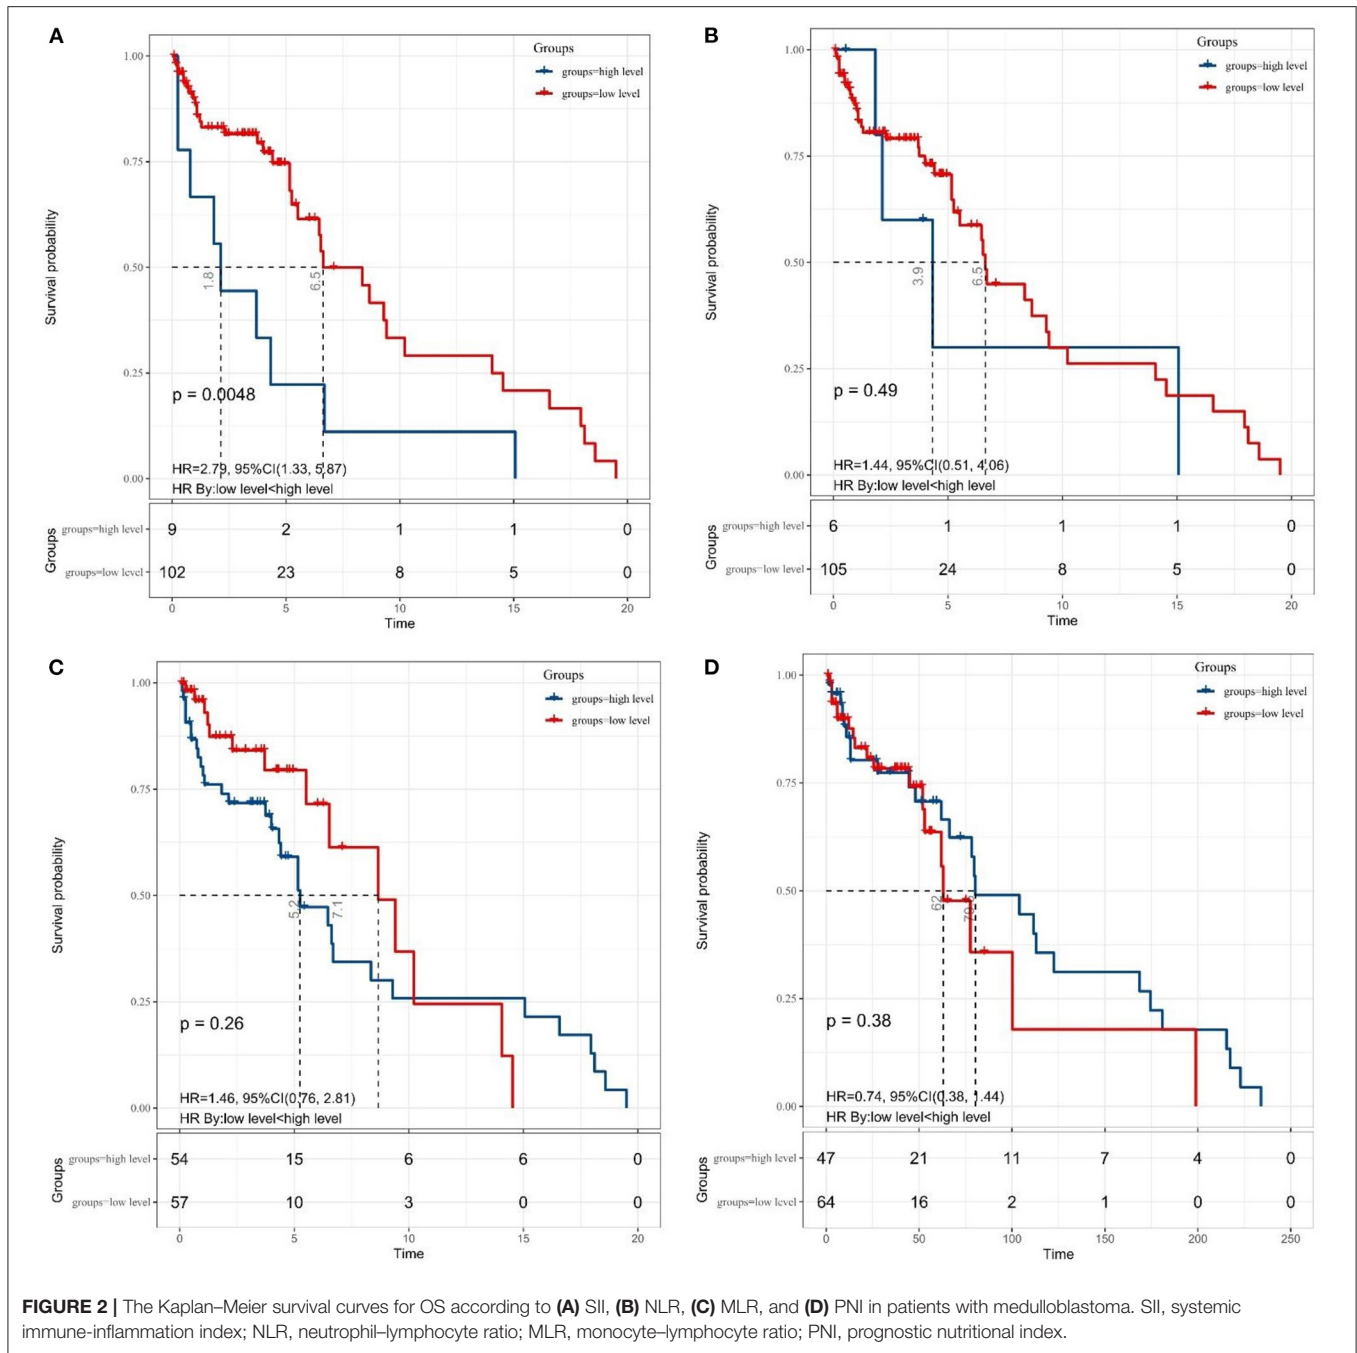 A
Groups
groups=high level
groups=low level
1.00
0.75
0.50
0.25
0.00
Survival probability
1.8
6.5
p = 0.0048
HR=2.79, 95%CI(1.33, 5.87)
HR By:low level<high level
Groups
groups=high level 9 2 1 1 0
groups=low level 102 23 8 5 0
0 5 10 15 20
Time
B
Groups
groups=high level
groups=low level
1.00
0.75
0.50
0.25
0.00
Survival probability
3.9
6.5
p = 0.49
HR=1.44, 95%CI(0.51, 4.06)
HR By:low level<high level
Groups
groups=high level 6 1 1 1 0
groups=low level 105 24 8 5 0
0 5 10 15 20
Time
C
Groups
groups=high level
groups=low level
1.00
0.75
0.50
0.25
0.00
Survival probability
5.2
7.1
p = 0.26
HR=1.46, 95%CI(0.76, 2.81)
HR By:low level<high level
Groups
groups=high level 54 15 6 6 0
groups=low level 57 10 3 0 0
0 5 10 15 20
Time
D
Groups
groups=high level
groups=low level
1.00
0.75
0.50
0.25
0.00
Survival probability
62
p = 0.38
HR=0.74, 95%CI(0.38, 1.44)
HR By:low level<high level
Groups
groups=high level 47 21 11 7 4 0
groups=low level 64 16 2 1 0 0
0 50 100 150 200 250
Time
FIGURE 2 | The Kaplan–Meier survival curves for OS according to (A) SII, (B) NLR, (C) MLR, and (D) PNI in patients with medulloblastoma. SII, systemic
immune-inflammation index; NLR, neutrophil–lymphocyte ratio; MLR, monocyte–lymphocyte ratio; PNI, prognostic nutritional index.